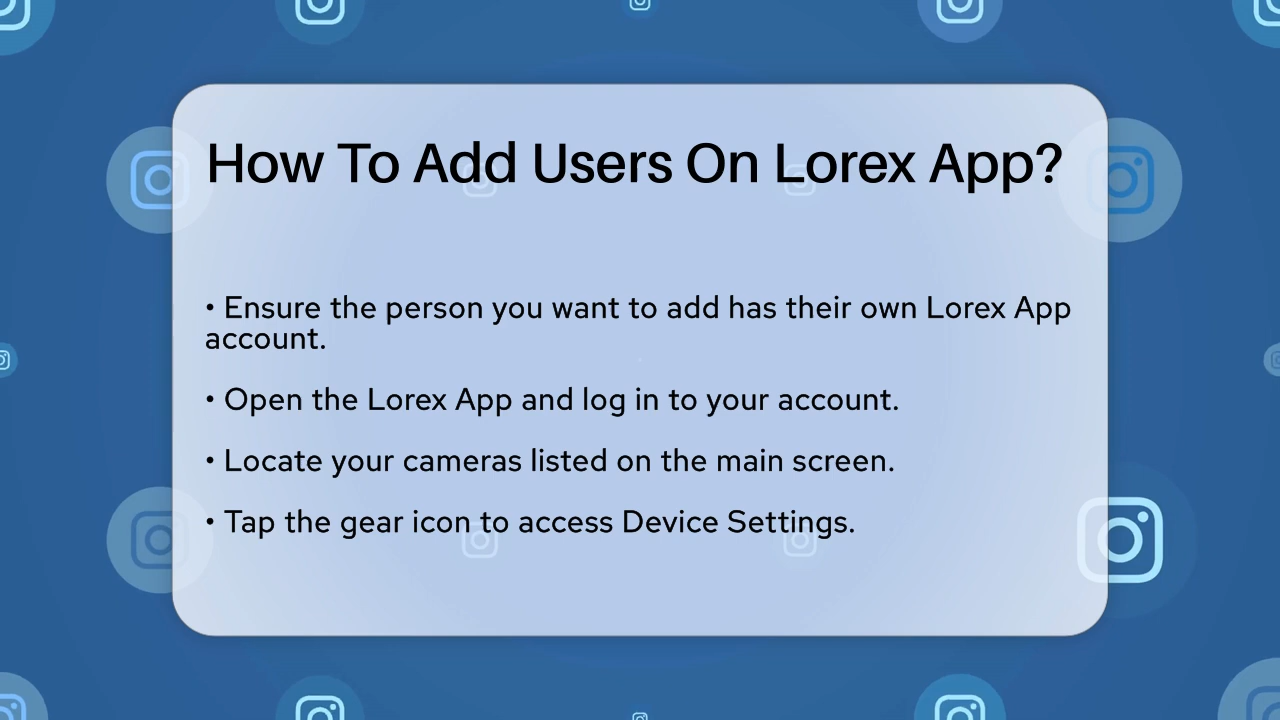 How To Add Users On Lorex App?
• Ensure the person you want to add has their own Lorex App
account.
• Open the Lorex App and log in to your account.
• Locate your cameras listed on the main screen.
• Tap the gear icon to access Device Settings.